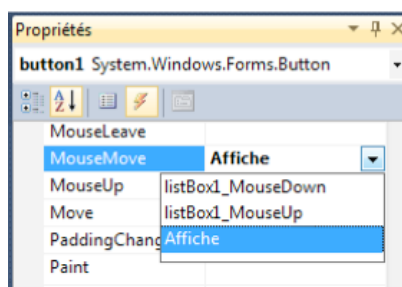 Propriétés
button1 System.Windows.Forms.Button
MouseLeave
MouseMove Affiche
MouseUp listBox1_MouseDown
Move listBox1_MouseUp
PaddingChang Affiche
Paint